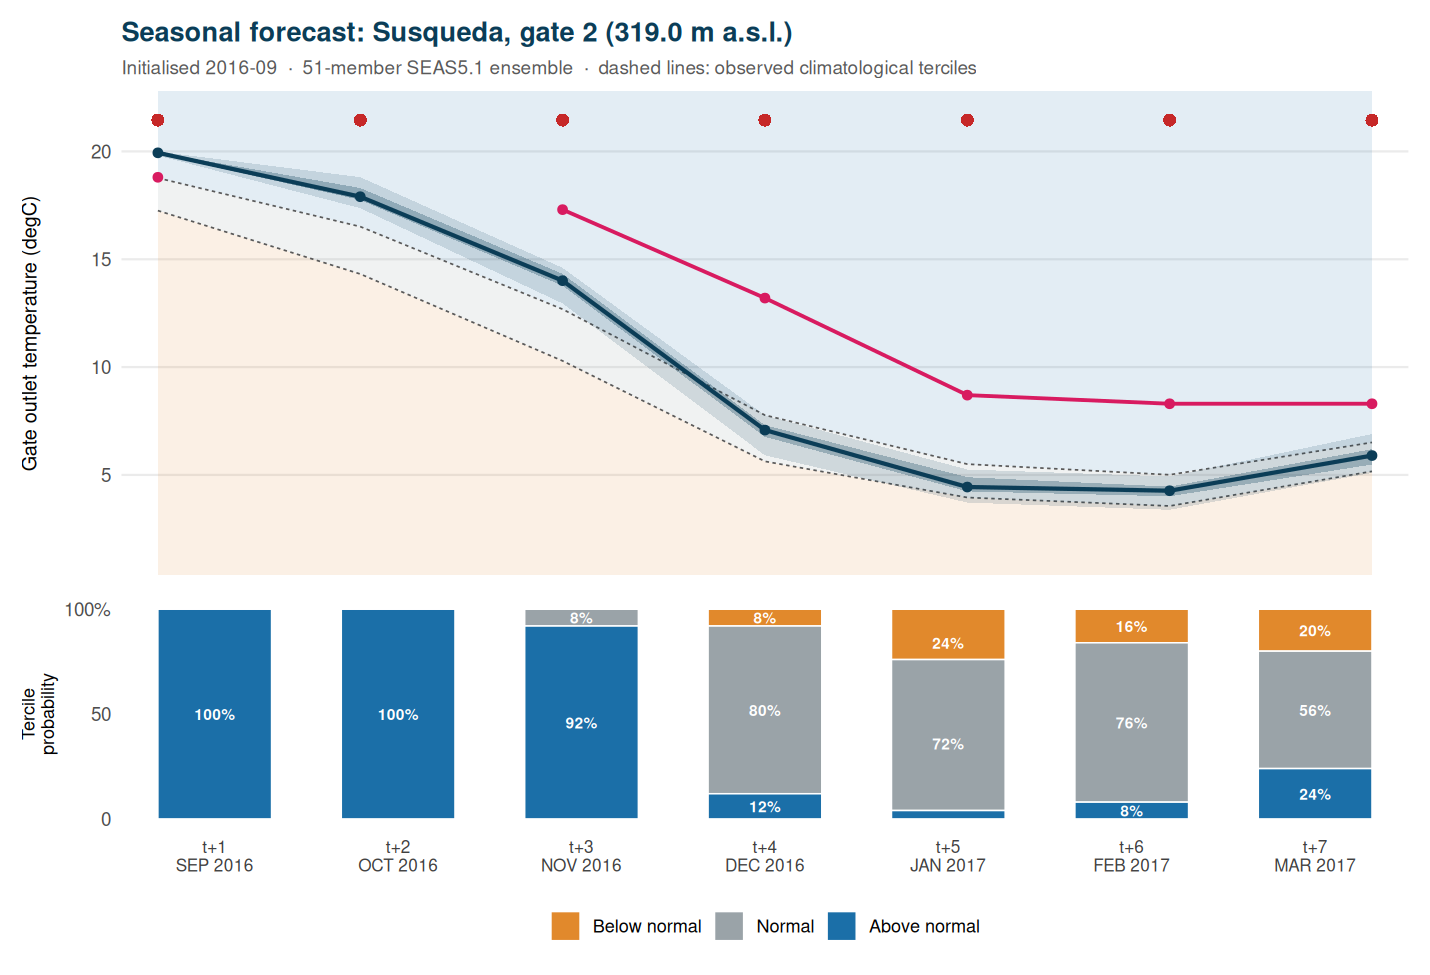 Seasonal forecast: Susqueda, gate 2 (319.0 m a.s.l.)
Initialised 2016-09 · 51-member SEAS5.1 ensemble · dashed lines: observed climatological terciles
Gate outlet temperature (degC)
20
15
10
5
Tercile
probability
100%
50
0
100%
100%
8%
92%
8%
80%
12%
24%
72%
16%
76%
8%
20%
56%
24%
t+1
SEP 2016
t+2
OCT 2016
t+3
NOV 2016
t+4
DEC 2016
t+5
JAN 2017
t+6
FEB 2017
t+7
MAR 2017
Below normal
Normal
Above normal